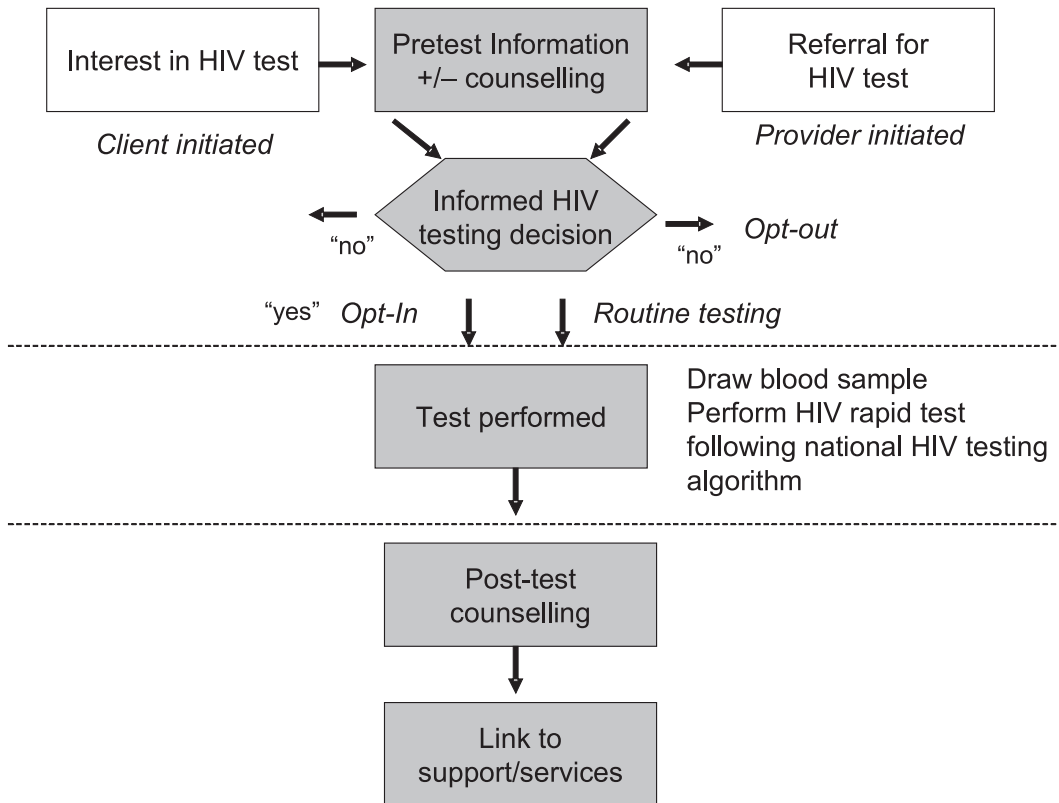 Interest in HIV test
Pretest Information
+/– counselling
Referral for
HIV test
Client initiated
Provider initiated
Informed HIV
testing decision
“no”
“no”
Opt-out
“yes” Opt-In
Routine testing
Test performed
Draw blood sample
Perform HIV rapid test
following national HIV testing
algorithm
Post-test
counselling
Link to
support/services